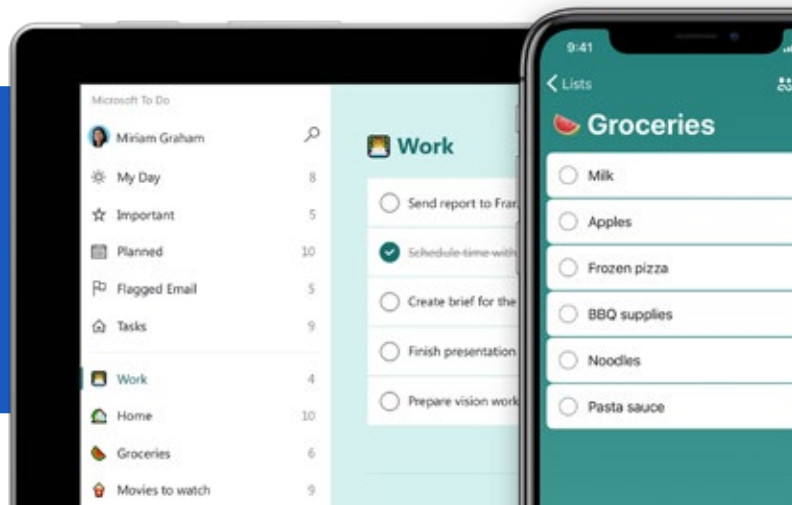 Microsoft To Do
Miriam Graham
My Day 8
Important 5
Planned 10
Flagged Email 5
Tasks 9
Work 4
Home 10
Groceries 6
Movies to watch 9
Work
Send report to
Schedule time with
Create brief for the
Finish presentation
Prepare vision work
9:41
Lists
Groceries
Milk
Apples
Frozen pizza
BBQ supplies
Noodles
Pasta sauce